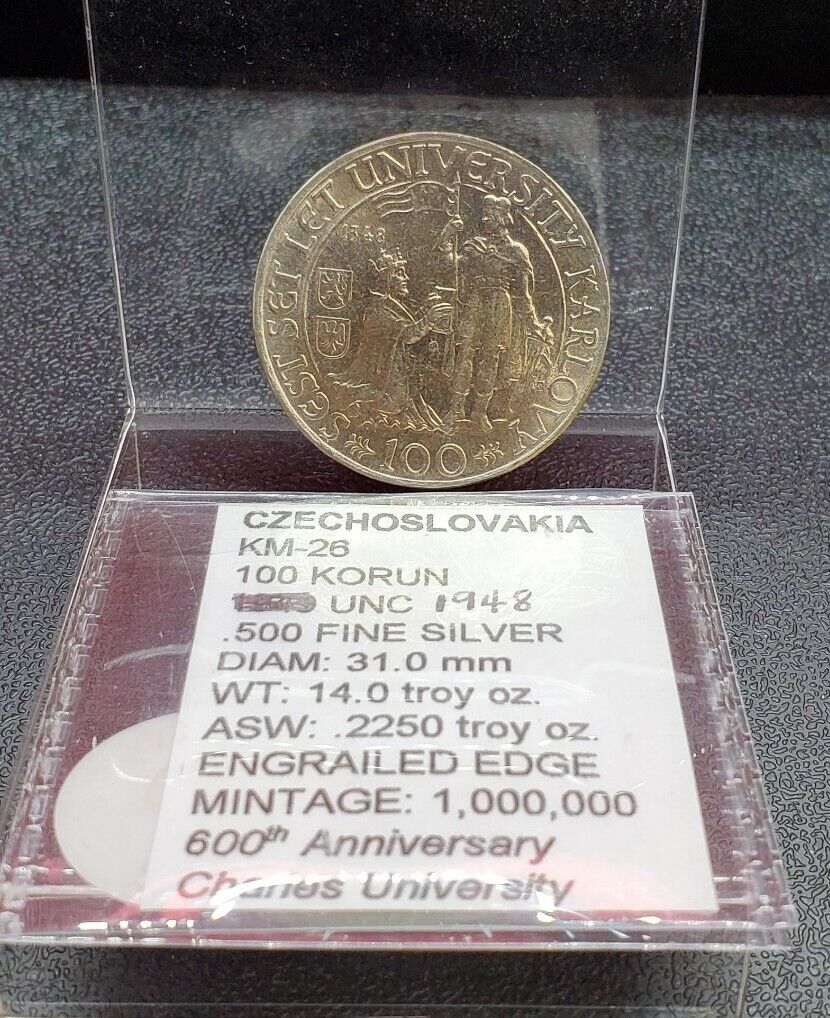 ŠEST SET LET UNIVERSITY KARLOVY
1348
100
CZECHOSLOVAKIA
KM-26
100 KORUN
UNC 1948
.500 FINE SILVER
DIAM: 31.0 mm
WT: 14.0 troy oz.
ASW: .2250 troy oz.
ENGRAILED EDGE
MINTAGE: 1,000,000
600th Anniversary
Charles University